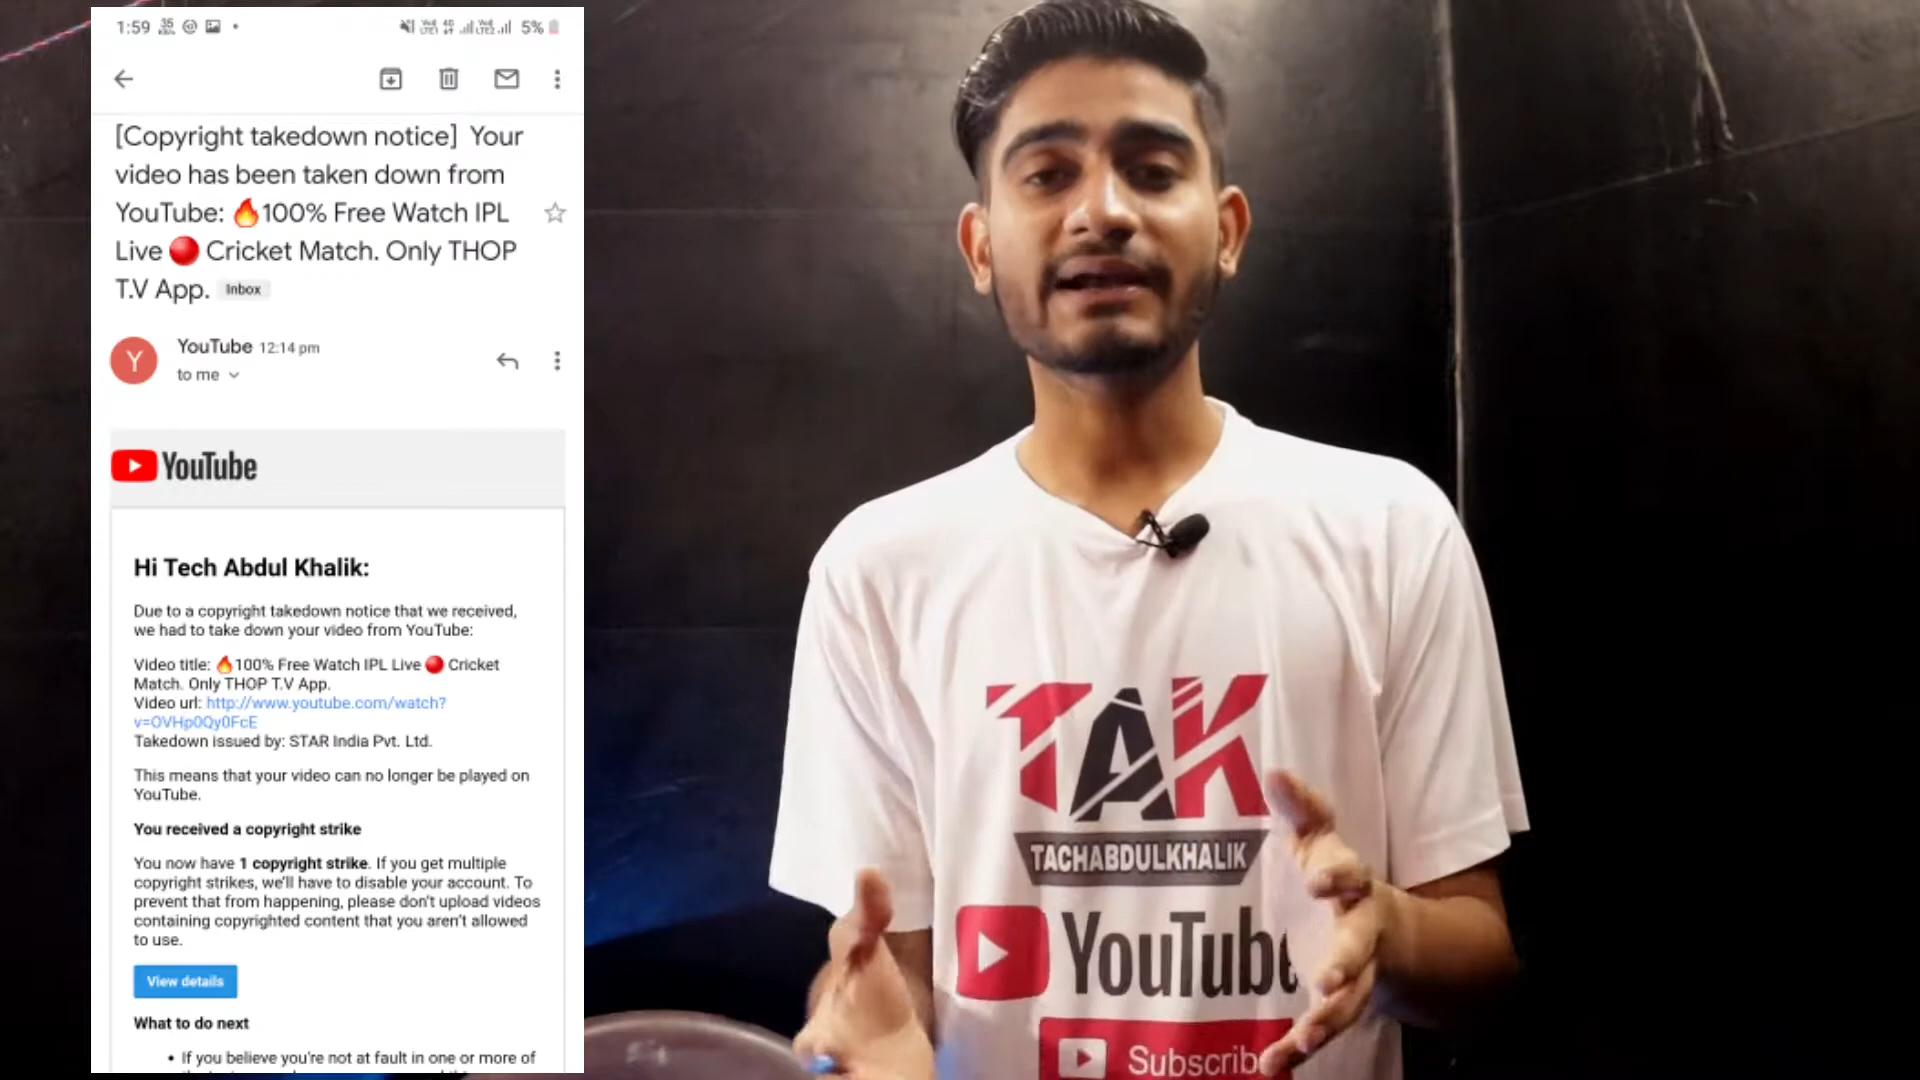 1:59
5%
[Copyright takedown notice] Your
video has been taken down from
YouTube: 🔥100% Free Watch IPL
Live 🔴 Cricket Match. Only THOP
T.V App. Inbox
Y
YouTube 12:14 pm
to me
YouTube
Hi Tech Abdul Khalik:
Due to a copyright takedown notice that we received,
we had to take down your video from YouTube:
Video title: 🔥100% Free Watch IPL Live 🔴 Cricket
Match. Only THOP T.V App.
Video url: http://www.youtube.com/watch?
v=OVHp0Qy0FcE
Takedown issued by: STAR India Pvt. Ltd.
This means that your video can no longer be played on
YouTube.
You received a copyright strike
You now have 1 copyright strike. If you get multiple
copyright strikes, we'll have to disable your account. To
prevent that from happening, please don't upload videos
containing copyrighted content that you aren't allowed
to use.
View details
What to do next
• If you believe you're not at fault in one or more of
TAK
TACHABDULKHALIK
YouTube
Subscrib